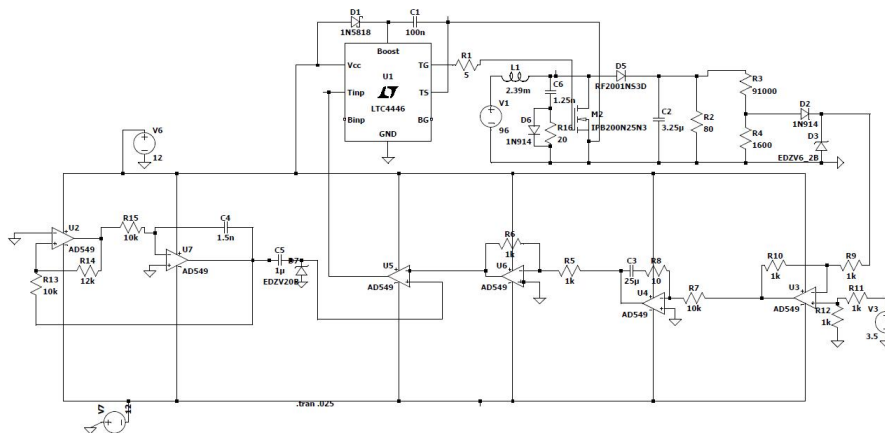 D1
1N5818
C1
100n
Boost
Vcc
TG
U1
Tinp
TS
LTC4446
Binp
BG
GND
R1
5
L1
2.39m
C6
1.25n
D5
RF2001NS3D
V1
96
D6
1N914
R16
20
M2
IPB200N25N3
C2
3.25µ
R2
80
R3
91000
R4
1600
D2
1N914
D3
EDZV6_2B
V6
12
U2
AD549
R15
10k
C4
1.5n
U7
AD549
R14
12k
R13
10k
C5
1µ
D7
EDZV20B
U5
AD549
R6
1k
U6
AD549
R5
1k
C3
25µ
R8
10
U4
AD549
R7
10k
R10
1k
R9
1k
U3
AD549
R11
1k
R12
1k
V3
3.5
V7
12
.tran .025